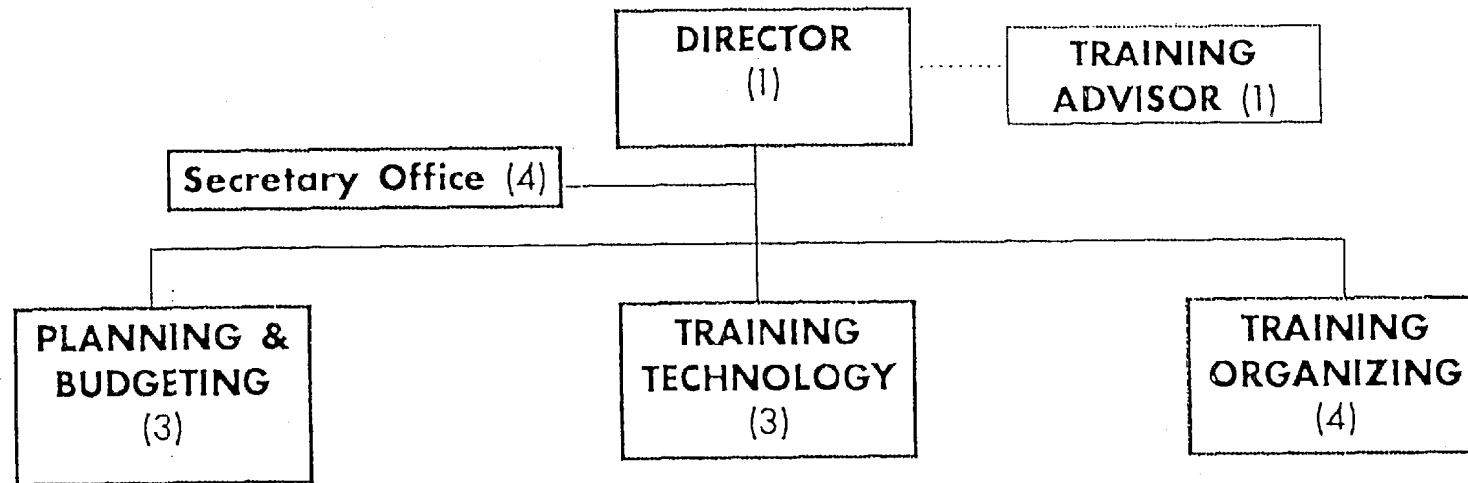 DIRECTOR
(1)
TRAINING
ADVISOR (1)
Secretary Office (4)
PLANNING &
BUDGETING
(3)
TRAINING
TECHNOLOGY
(3)
TRAINING
ORGANIZING
(4)